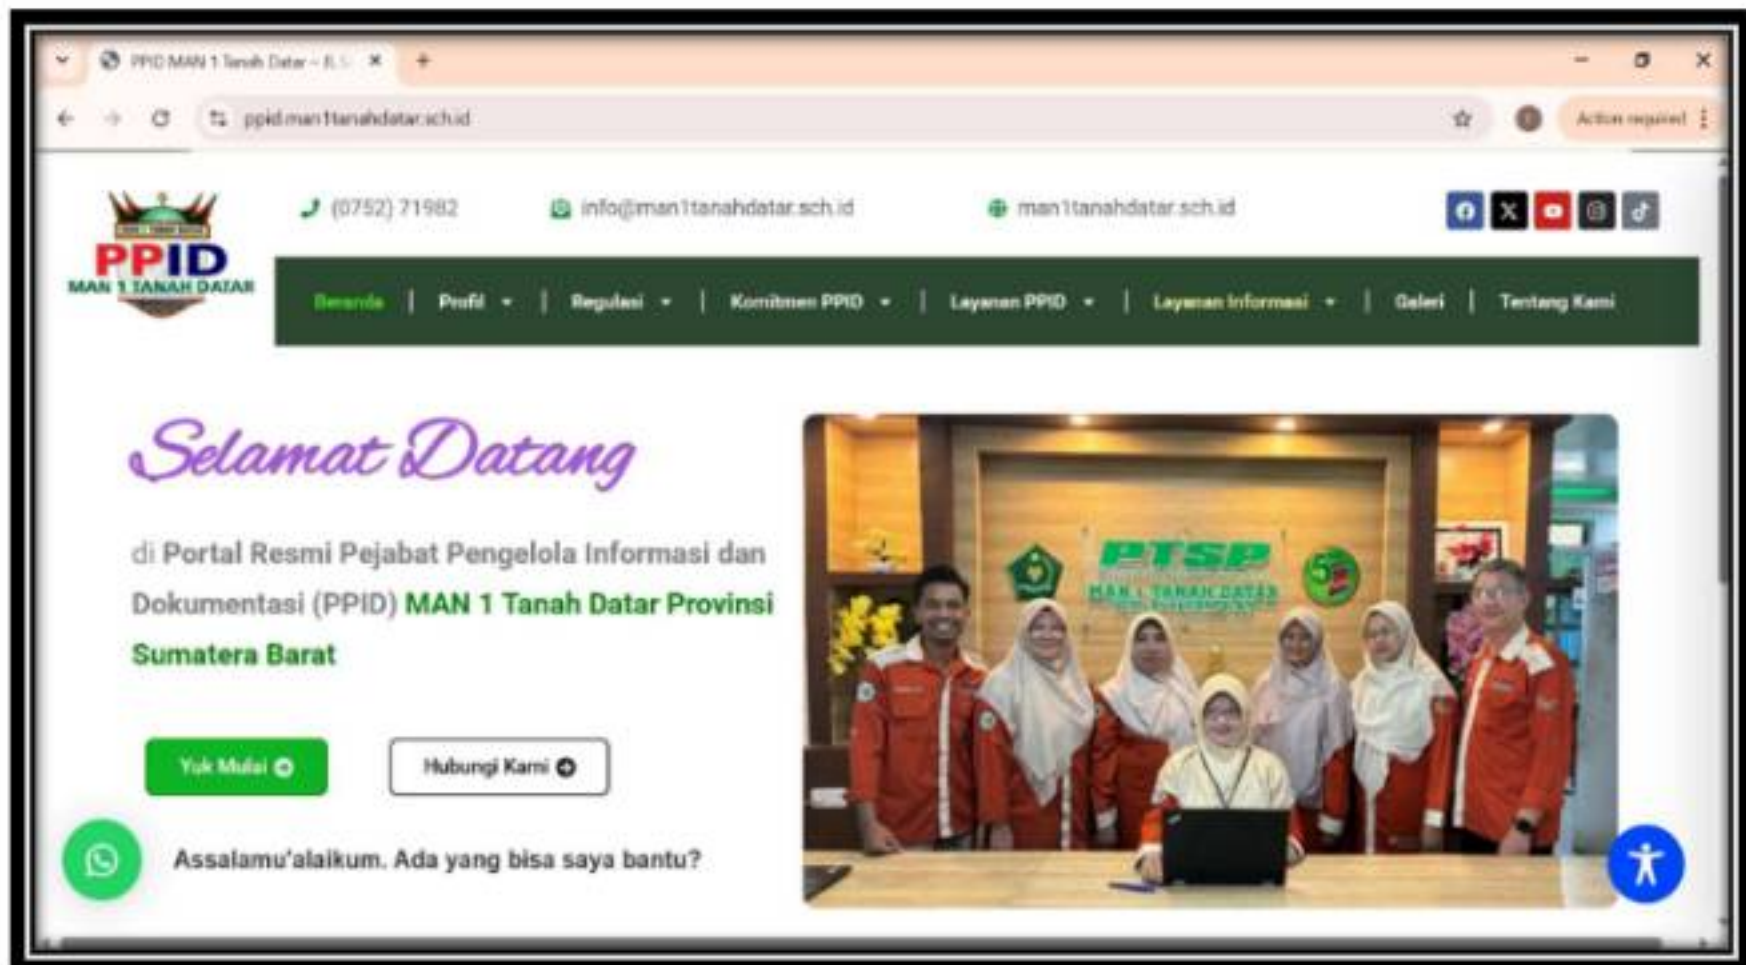 PPID MAN 1 Tanah Datar –
ppid.man1tanahdatar.sch.id
Action required
PPID
MAN 1 TANAH DATAR
(0752) 71982
info@man1tanahdatar.sch.id
man1tanahdatar.sch.id
Beranda | Profil | Regulasi | Komitmen PPID | Layanan PPID | Layanan Informasi | Galeri | Tentang Kami
Selamat Datang
di Portal Resmi Pejabat Pengelola Informasi dan
Dokumentasi (PPID) MAN 1 Tanah Datar Provinsi
Sumatera Barat
Yuk Mulai
Hubungi Kami
Assalamu'alaikum. Ada yang bisa saya bantu?
PTSP
MAN 1 TANAH DATAR